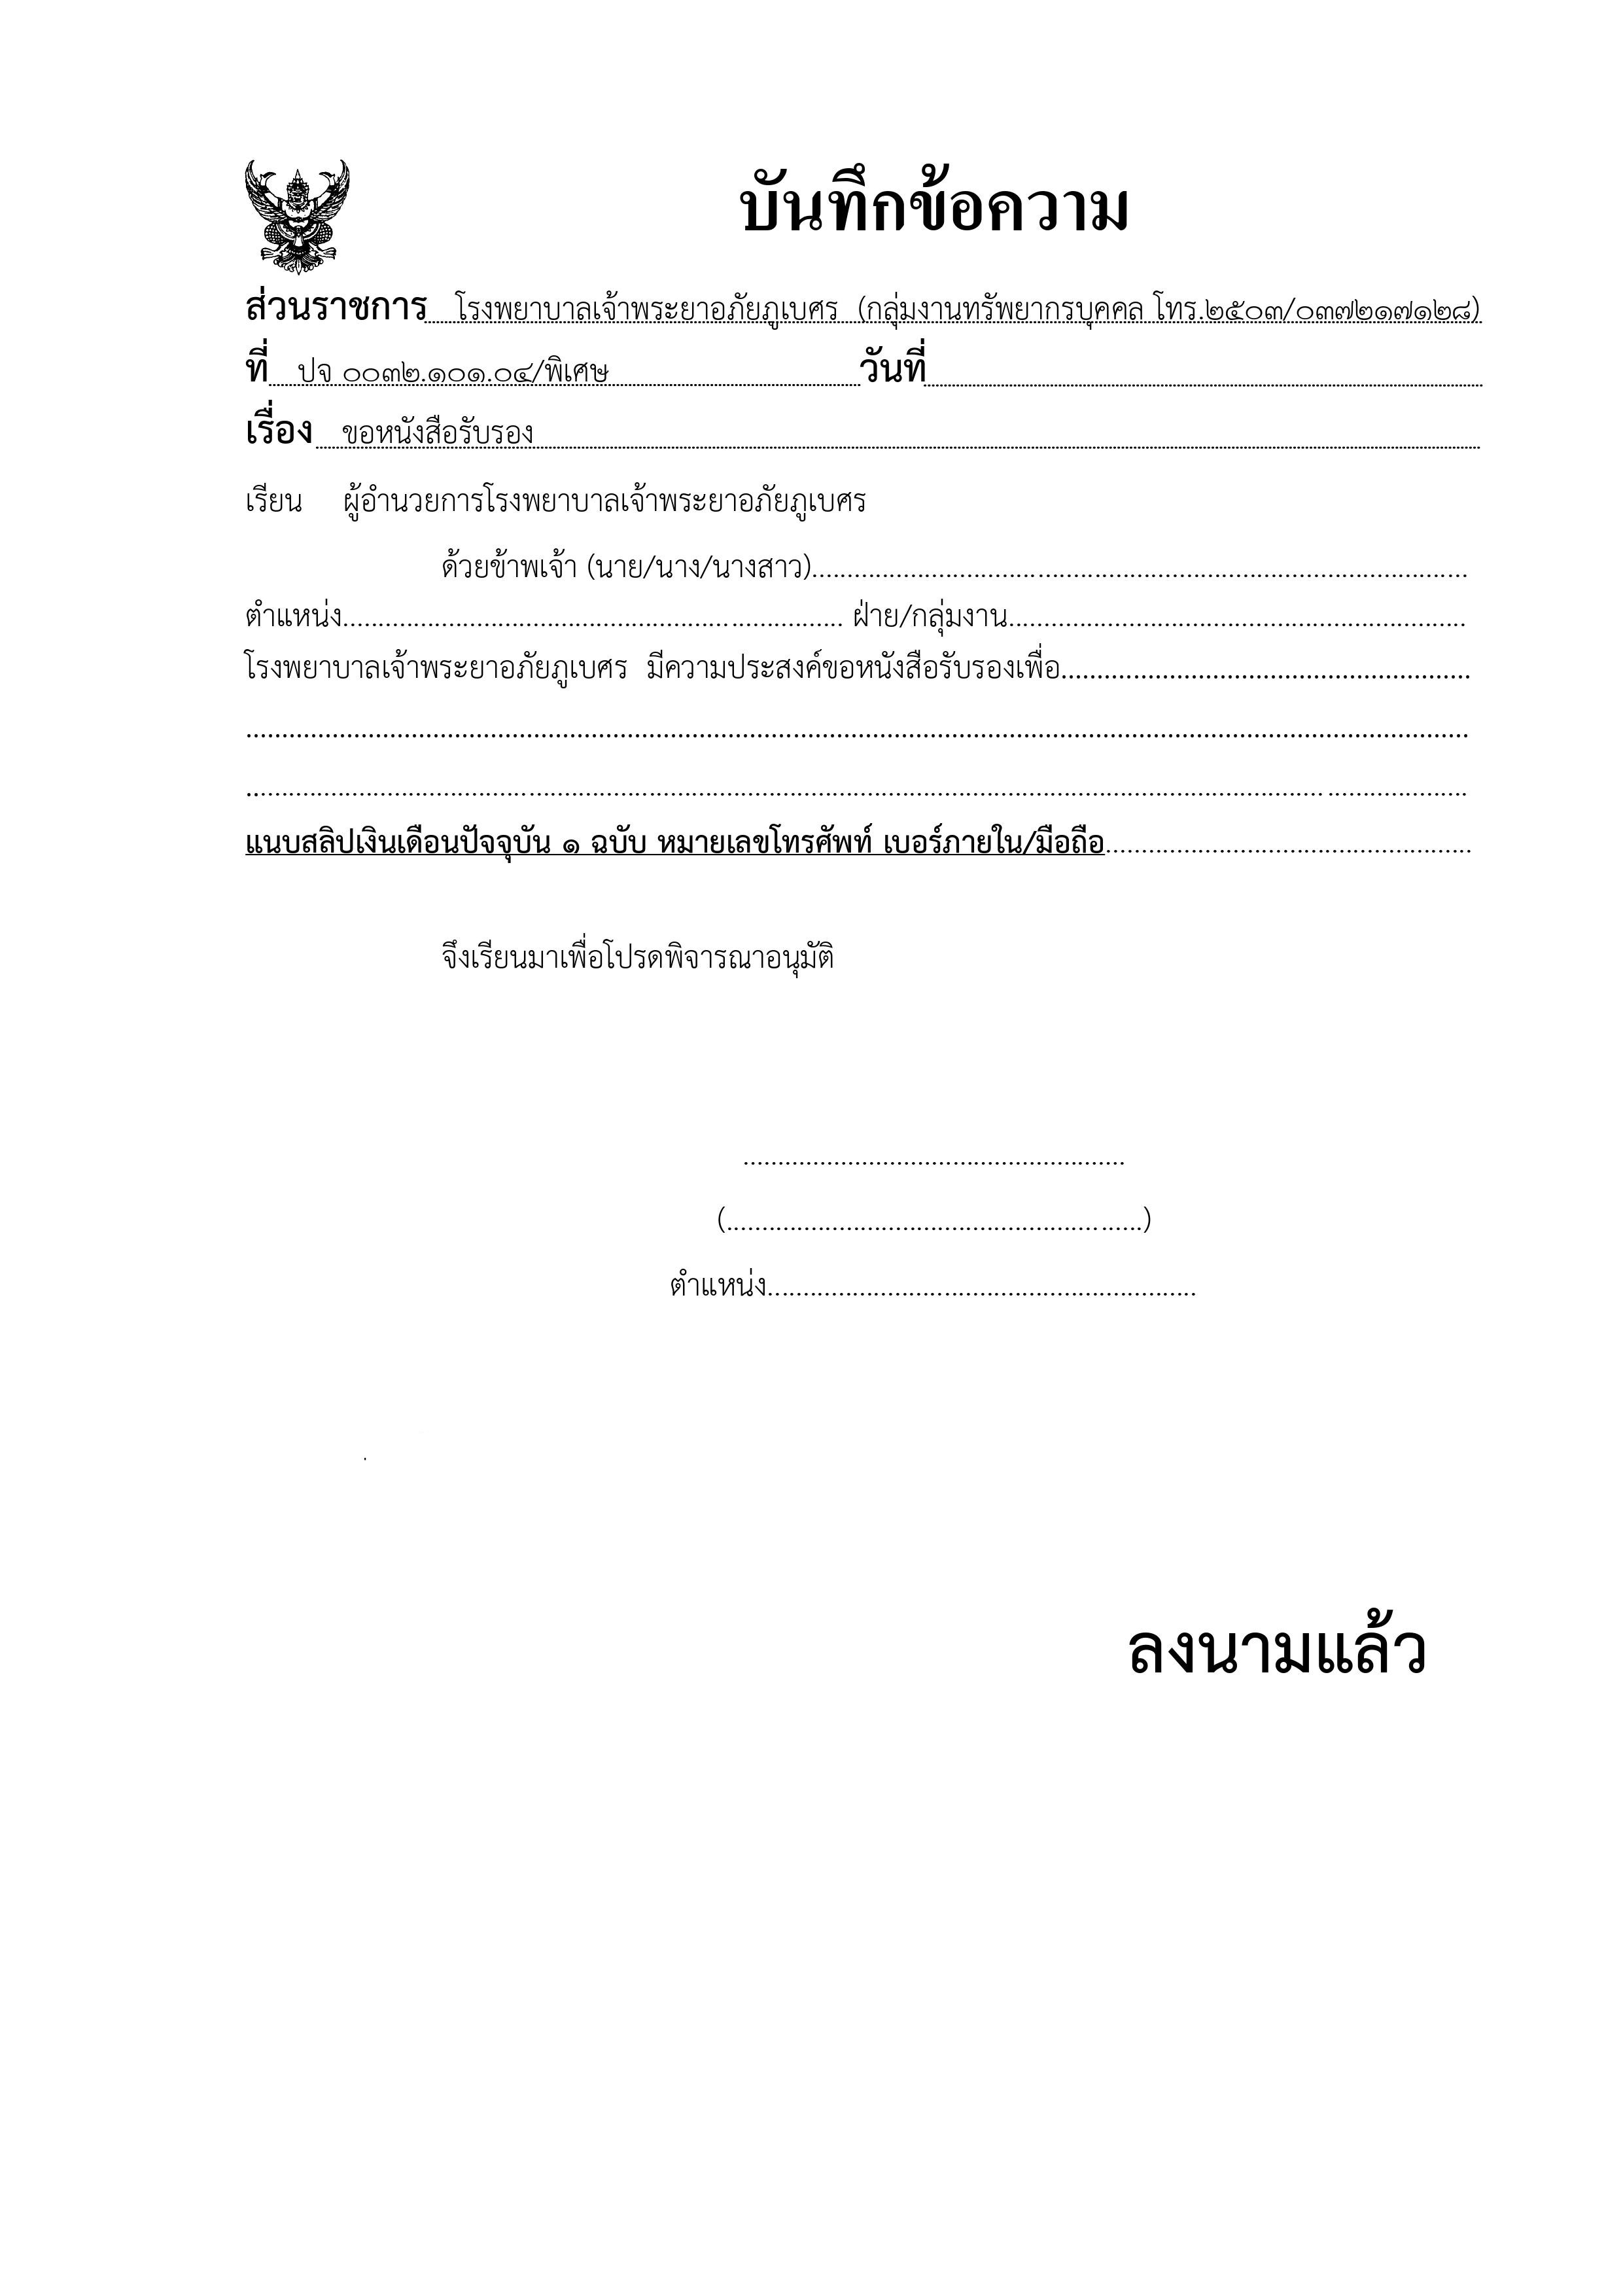 บันทึกข้อความ
ส่วนราชการ โรงพยาบาลเจ้าพระยาอภัยภูเบศร (กลุ่มงานทรัพยากรบุคคล โทร.๒๕๐๓/๐๓๗๒๑๗๑๒๘)
ที่ ปจ ๐๐๓๒.๑๐๑.๐๔/พิเศษ วันที่
เรื่อง ขอหนังสือรับรอง
เรียน ผู้อำนวยการโรงพยาบาลเจ้าพระยาอภัยภูเบศร
ด้วยข้าพเจ้า (นาย/นาง/นางสาว)..........................................................................................
ตำแหน่ง...................................................................... ฝ่าย/กลุ่มงาน................................................................
โรงพยาบาลเจ้าพระยาอภัยภูเบศร มีความประสงค์ขอหนังสือรับรองเพื่อ.........................................................
..........................................................................................................................................................................
..........................................................................................................................................................................
แนบสลิปเงินเดือนปัจจุบัน ๑ ฉบับ หมายเลขโทรศัพท์ เบอร์ภายใน/มือถือ...................................................
จึงเรียนมาเพื่อโปรดพิจารณาอนุมัติ
......................................................
(...........................................................)
ตำแหน่ง............................................................
ลงนามแล้ว